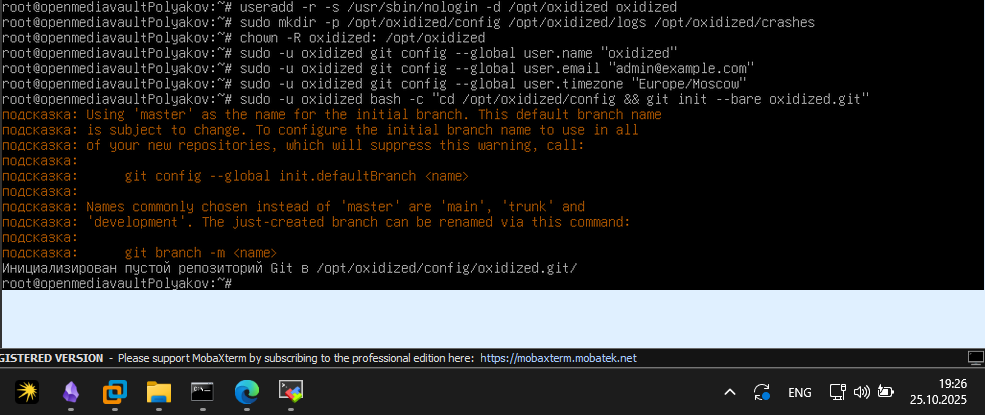 root@openmediavaultPolyakov:~# useradd -r -s /usr/sbin/nologin -d /opt/oxidized oxidized
root@openmediavaultPolyakov:~# sudo mkdir -p /opt/oxidized/config /opt/oxidized/logs /opt/oxidized/crashes
root@openmediavaultPolyakov:~# chown -R oxidized: /opt/oxidized
root@openmediavaultPolyakov:~# sudo -u oxidized git config --global user.name "oxidized"
root@openmediavaultPolyakov:~# sudo -u oxidized git config --global user.email "admin@example.com"
root@openmediavaultPolyakov:~# sudo -u oxidized git config --global user.timezone "Europe/Moscow"
root@openmediavaultPolyakov:~# sudo -u oxidized bash -c "cd /opt/oxidized/config && git init --bare oxidized.git"
подсказка: Using 'master' as the name for the initial branch. This default branch name
подсказка: is subject to change. To configure the initial branch name to use in all
подсказка: of your new repositories, which will suppress this warning, call:
подсказка:
подсказка:      git config --global init.defaultBranch <name>
подсказка:
подсказка: Names commonly chosen instead of 'master' are 'main', 'trunk' and
подсказка: 'development'. The just-created branch can be renamed via this command:
подсказка:
подсказка:      git branch -m <name>
Инициализирован пустой репозиторий Git в /opt/oxidized/config/oxidized.git/
root@openmediavaultPolyakov:~#
GISTERED VERSION - Please support MobaXterm by subscribing to the professional edition here: https://mobaxterm.mobatek.net
ENG
19:26
25.10.2025